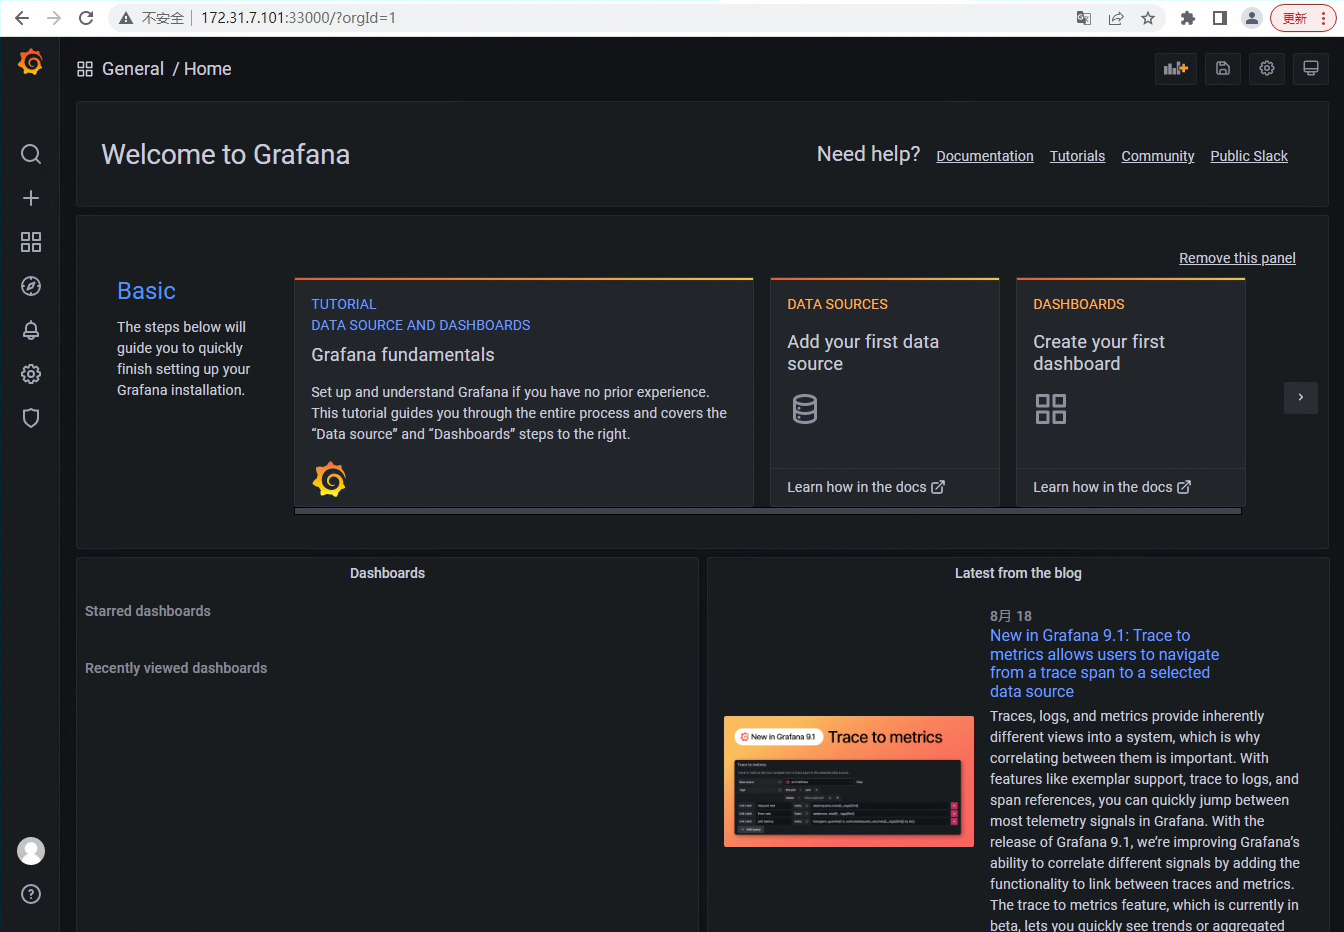 不安全 172.31.7.101:33000/?orgId=1
更新
General / Home
Welcome to Grafana
Need help? Documentation Tutorials Community Public Slack
Remove this panel
Basic
The steps below will
guide you to quickly
finish setting up your
Grafana installation.
TUTORIAL
DATA SOURCE AND DASHBOARDS
Grafana fundamentals
Set up and understand Grafana if you have no prior experience.
This tutorial guides you through the entire process and covers the
“Data source” and “Dashboards” steps to the right.
DATA SOURCES
Add your first data
source
Learn how in the docs
DASHBOARDS
Create your first
dashboard
Learn how in the docs
Dashboards
Starred dashboards
Recently viewed dashboards
Latest from the blog
8月 18
New in Grafana 9.1: Trace to
metrics allows users to navigate
from a trace span to a selected
data source
New in Grafana 9.1 Trace to metrics
Traces, logs, and metrics provide inherently
different views into a system, which is why
correlating between them is important. With
features like exemplar support, trace to logs, and
span references, you can quickly jump between
most telemetry signals in Grafana. With the
release of Grafana 9.1, we’re improving Grafana’s
ability to correlate different signals by adding the
functionality to link between traces and metrics.
The trace to metrics feature, which is currently in
beta, lets you quickly see trends or aggregated